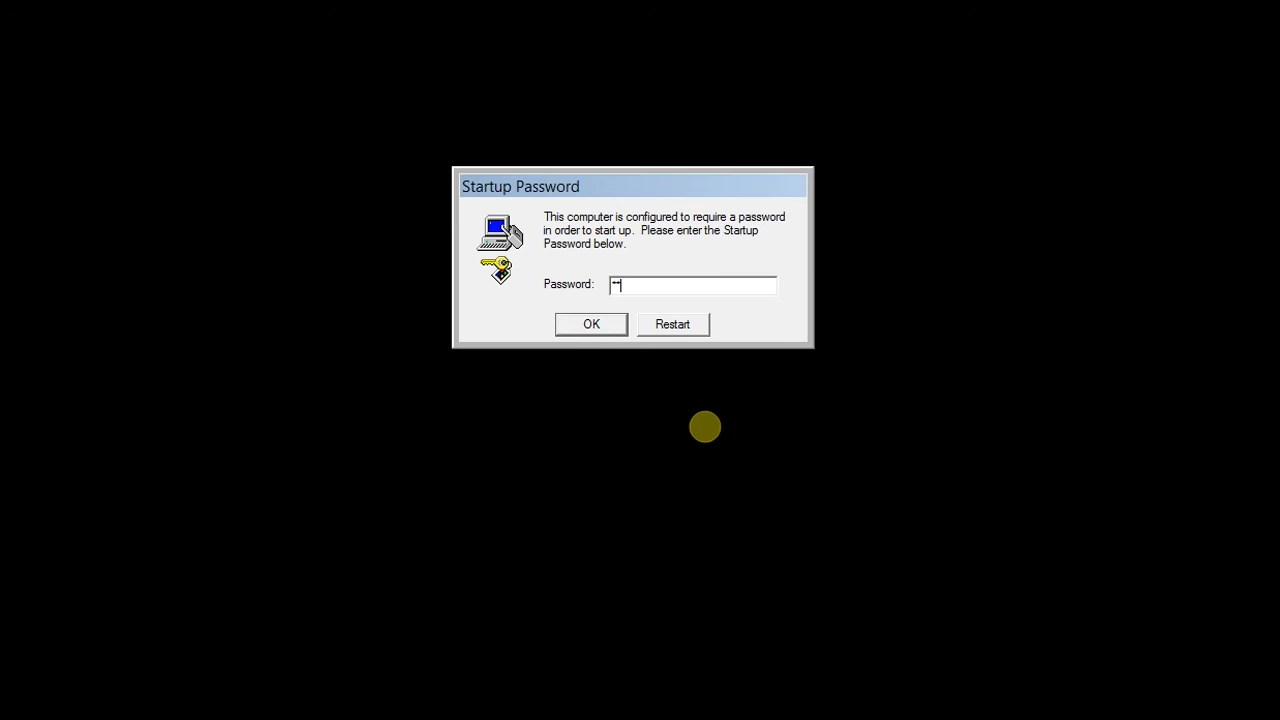 Startup Password
This computer is configured to require a password
in order to start up. Please enter the Startup
Password below.
Password: **
OK Restart